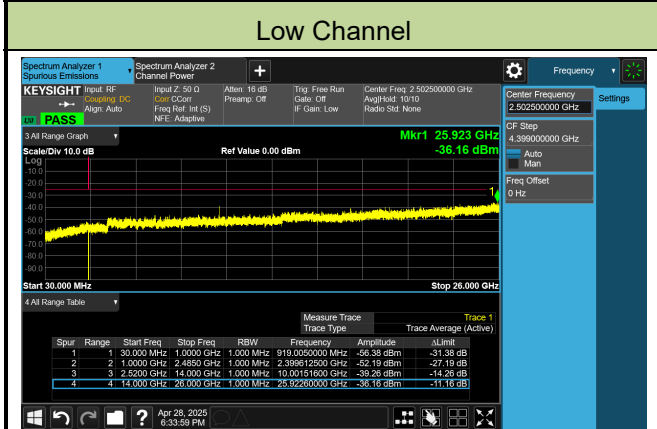 Low Channel
Spectrum Analyzer 1
Spurious Emissions
Spectrum Analyzer 2
Channel Power
Frequency
KEYSIGHT
Input: RF
Coupling: DC
Align: Auto
Input Z: 50 Ω
Corr CCorr
Freq Ref: Int (S)
NFE: Adaptive
Atten: 16 dB
Preamp: Off
Trig: Free Run
Gate: Off
IF Gain: Low
Center Freq: 2.502500000 GHz
Avg|Hold: 10/10
Radio Std: None
PASS
Center Frequency
2.502500000 GHz
Settings
CF Step
4.399000000 GHz
Auto
Man
Freq Offset
0 Hz
3 All Range Graph
Mkr1 25.923 GHz
Scale/Div 10.0 dB
Ref Value 0.00 dBm
-36.16 dBm
Log
-10.0
-20.0
-30.0
-40.0
-50.0
-60.0
-70.0
-80.0
-90.0
1
Start 30.000 MHz
Stop 26.000 GHz
4 All Range Table
Measure Trace Trace 1
Trace Type Trace Average (Active)
Spur Range Start Freq Stop Freq RBW Frequency Amplitude ΔLimit
1 1 30.000 MHz 1.0000 GHz 1.000 MHz 919.0050000 MHz -56.38 dBm -31.38 dB
2 2 1.0000 GHz 2.4850 GHz 1.000 MHz 2.399612500 GHz -52.19 dBm -27.19 dB
3 3 2.5200 GHz 14.000 GHz 1.000 MHz 10.00151600 GHz -39.26 dBm -14.26 dB
4 4 14.000 GHz 26.000 GHz 1.000 MHz 25.92260000 GHz -36.16 dBm -11.16 dB
Apr 28, 2025
6:33:59 PM